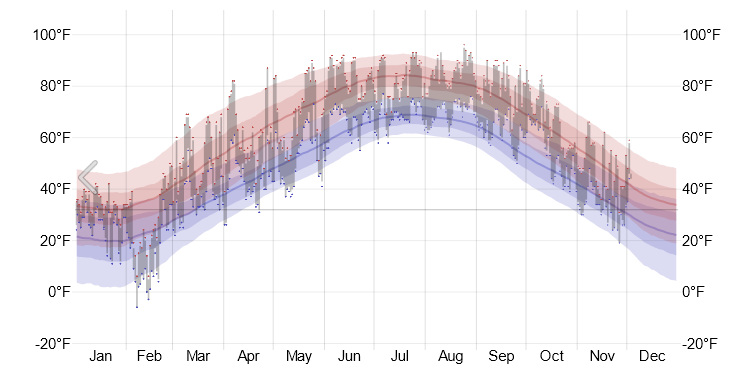 100°F 100°F
80°F 80°F
60°F 60°F
40°F 40°F
20°F 20°F
0°F 0°F
-20°F -20°F
Jan Feb Mar Apr May Jun Jul Aug Sep Oct Nov Dec